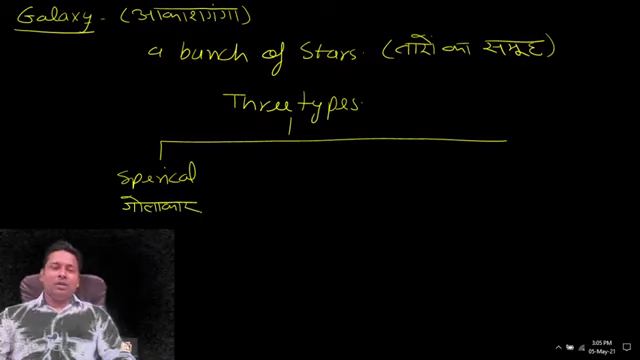 Galaxy - (आकाशगंगा)
a bunch of Stars. (तारो का समूह)
Three types.
Sperical
गोलाकार
3:05 PM
05-May-21